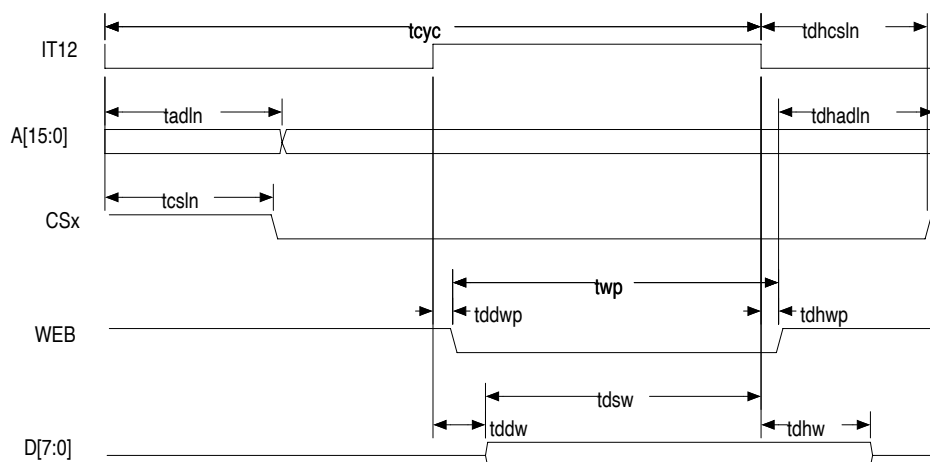 tcyc tdhcsln
IT12
tadln tdhadln
A[15:0]
tcsln
CSx
twp
tddwp tdhwp
WEB
tdsw
tddw tdhw
D[7:0]